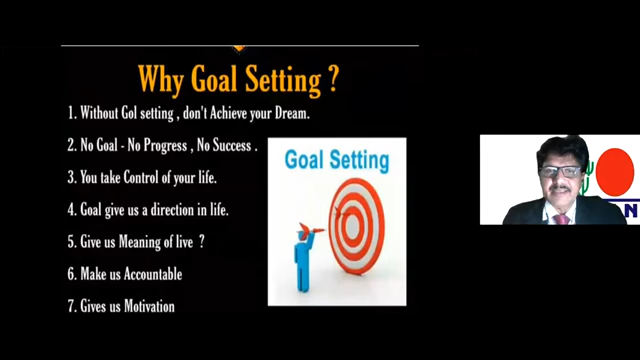 Why Goal Setting ?
1. Without Gol setting , don't Achieve your Dream.
2. No Goal - No Progress , No Success .
3. You take Control of your life.
4. Goal give us a direction in life.
5. Give us Meaning of live ?
6. Make us Accountable
7. Gives us Motivation
Goal Setting